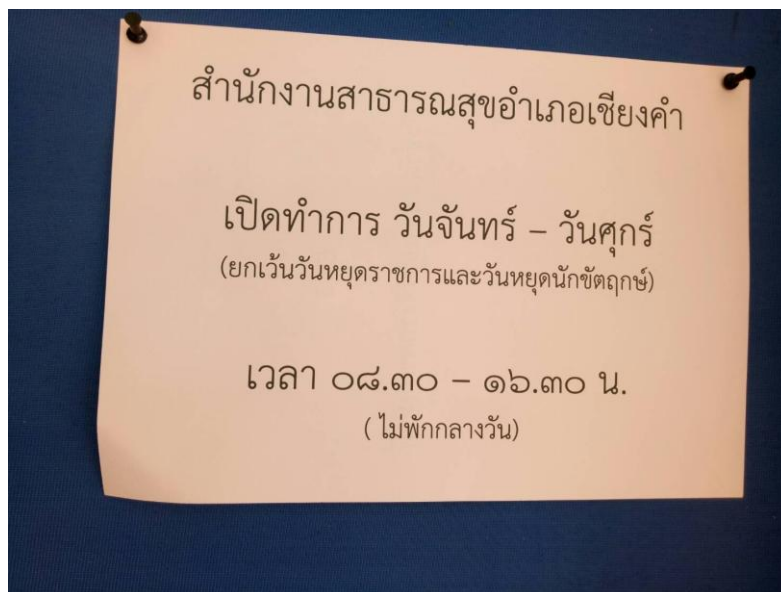 สำนักงานสาธารณสุขอำเภอเชียงคำ
เปิดทำการ วันจันทร์ – วันศุกร์
(ยกเว้นวันหยุดราชการและวันหยุดนักขัตฤกษ์)
เวลา ๐๘.๓๐ – ๑๖.๓๐ น.
( ไม่พักกลางวัน)